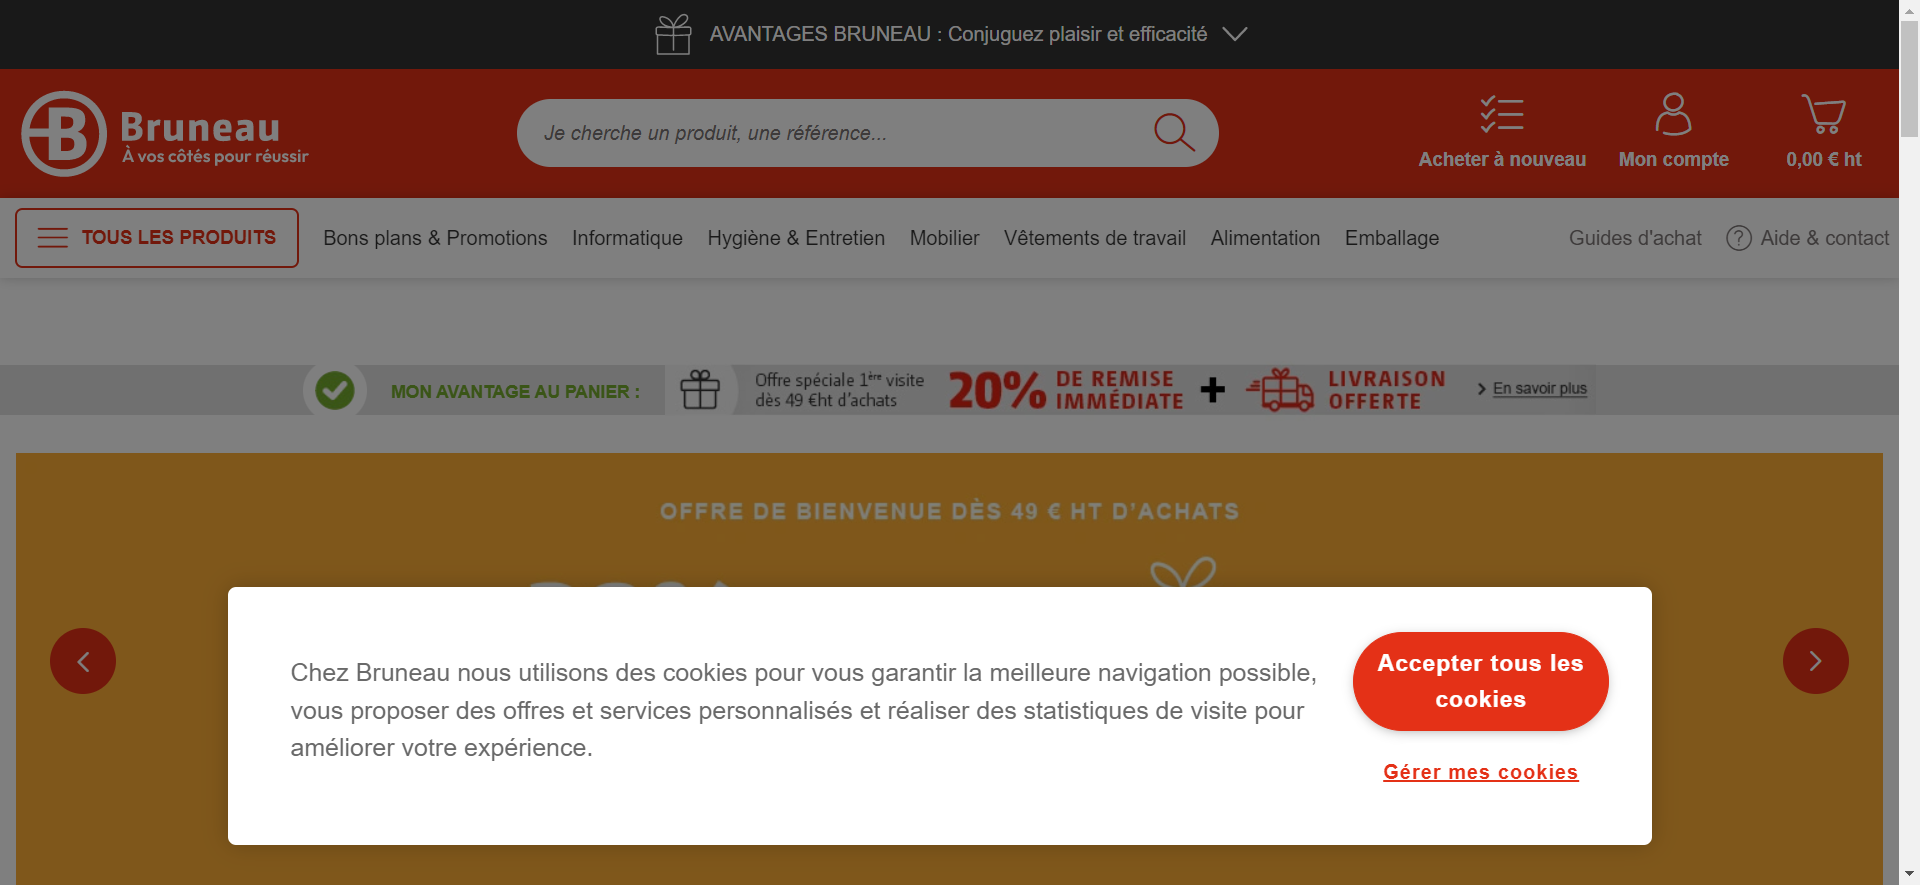 AVANTAGES BRUNEAU : Conjuguez plaisir et efficacité
Bruneau
À vos côtés pour réussir
Je cherche un produit, une référence...
Acheter à nouveau
Mon compte
0,00 € ht
TOUS LES PRODUITS
Bons plans & Promotions
Informatique
Hygiène & Entretien
Mobilier
Vêtements de travail
Alimentation
Emballage
Guides d'achat
? Aide & contact
MON AVANTAGE AU PANIER :
Offre spéciale 1ère visite
dès 49 €ht d'achats
20% DE REMISE
IMMÉDIATE
+
LIVRAISON
OFFERTE
En savoir plus
OFFRE DE BIENVENUE DÈS 49 € HT D'ACHATS
Chez Bruneau nous utilisons des cookies pour vous garantir la meilleure navigation possible,
vous proposer des offres et services personnalisés et réaliser des statistiques de visite pour
améliorer votre expérience.
Accepter tous les
cookies
Gérer mes cookies